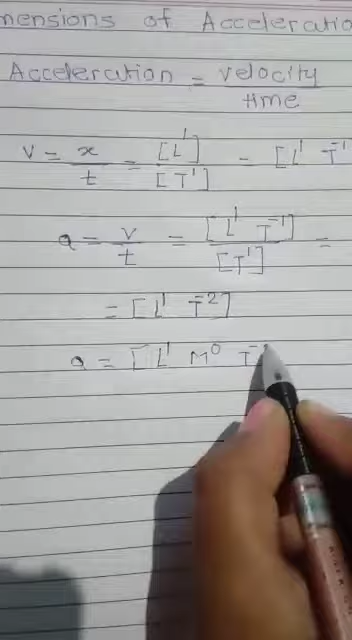 mensions of Acceleratio
Acceleration = velocity / time
v = x / t = [L¹] / [T¹] = [L¹ T⁻¹
a = v / t = [L¹ T⁻¹] / [T¹] =
= [L¹ T⁻²]
a = [L¹ M⁰ T⁻